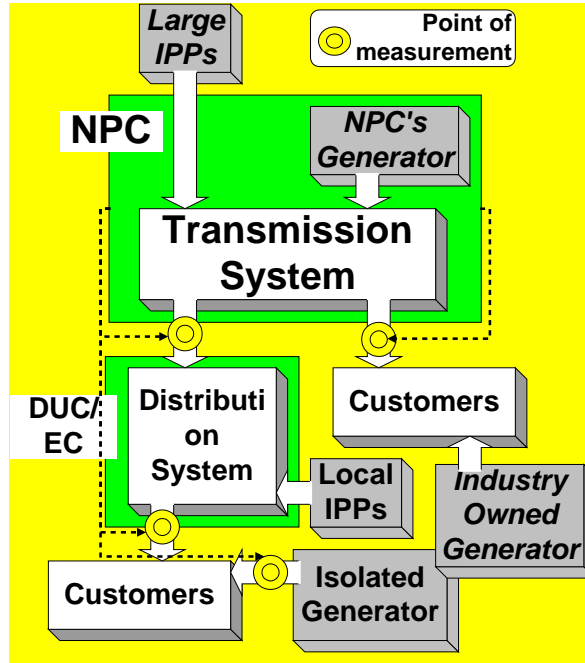 Large
IPPs
Point of
measurement
NPC
NPC's
Generator
Transmission
System
DUC/
EC
Distributi
on
System
Customers
Local
IPPs
Industry
Owned
Generator
Customers
Isolated
Generator